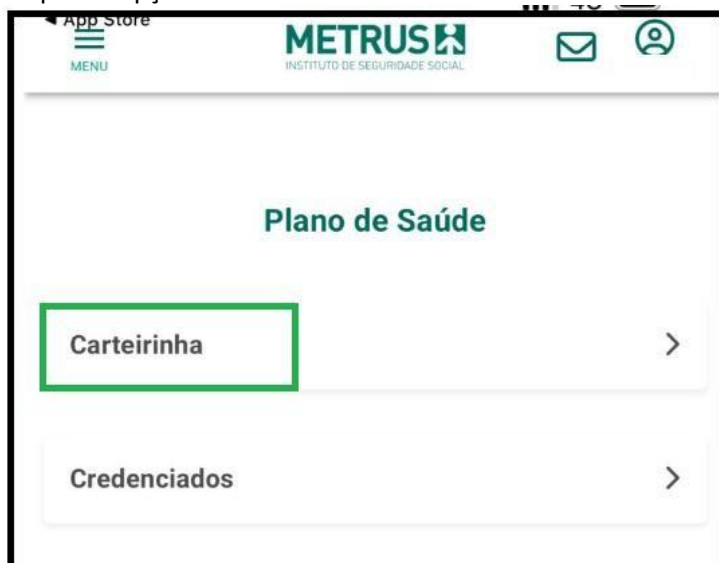 App Store
MENU
METRUS
INSTITUTO DE SEGURIDADE SOCIAL
Plano de Saúde
Carteirinha
Credenciados